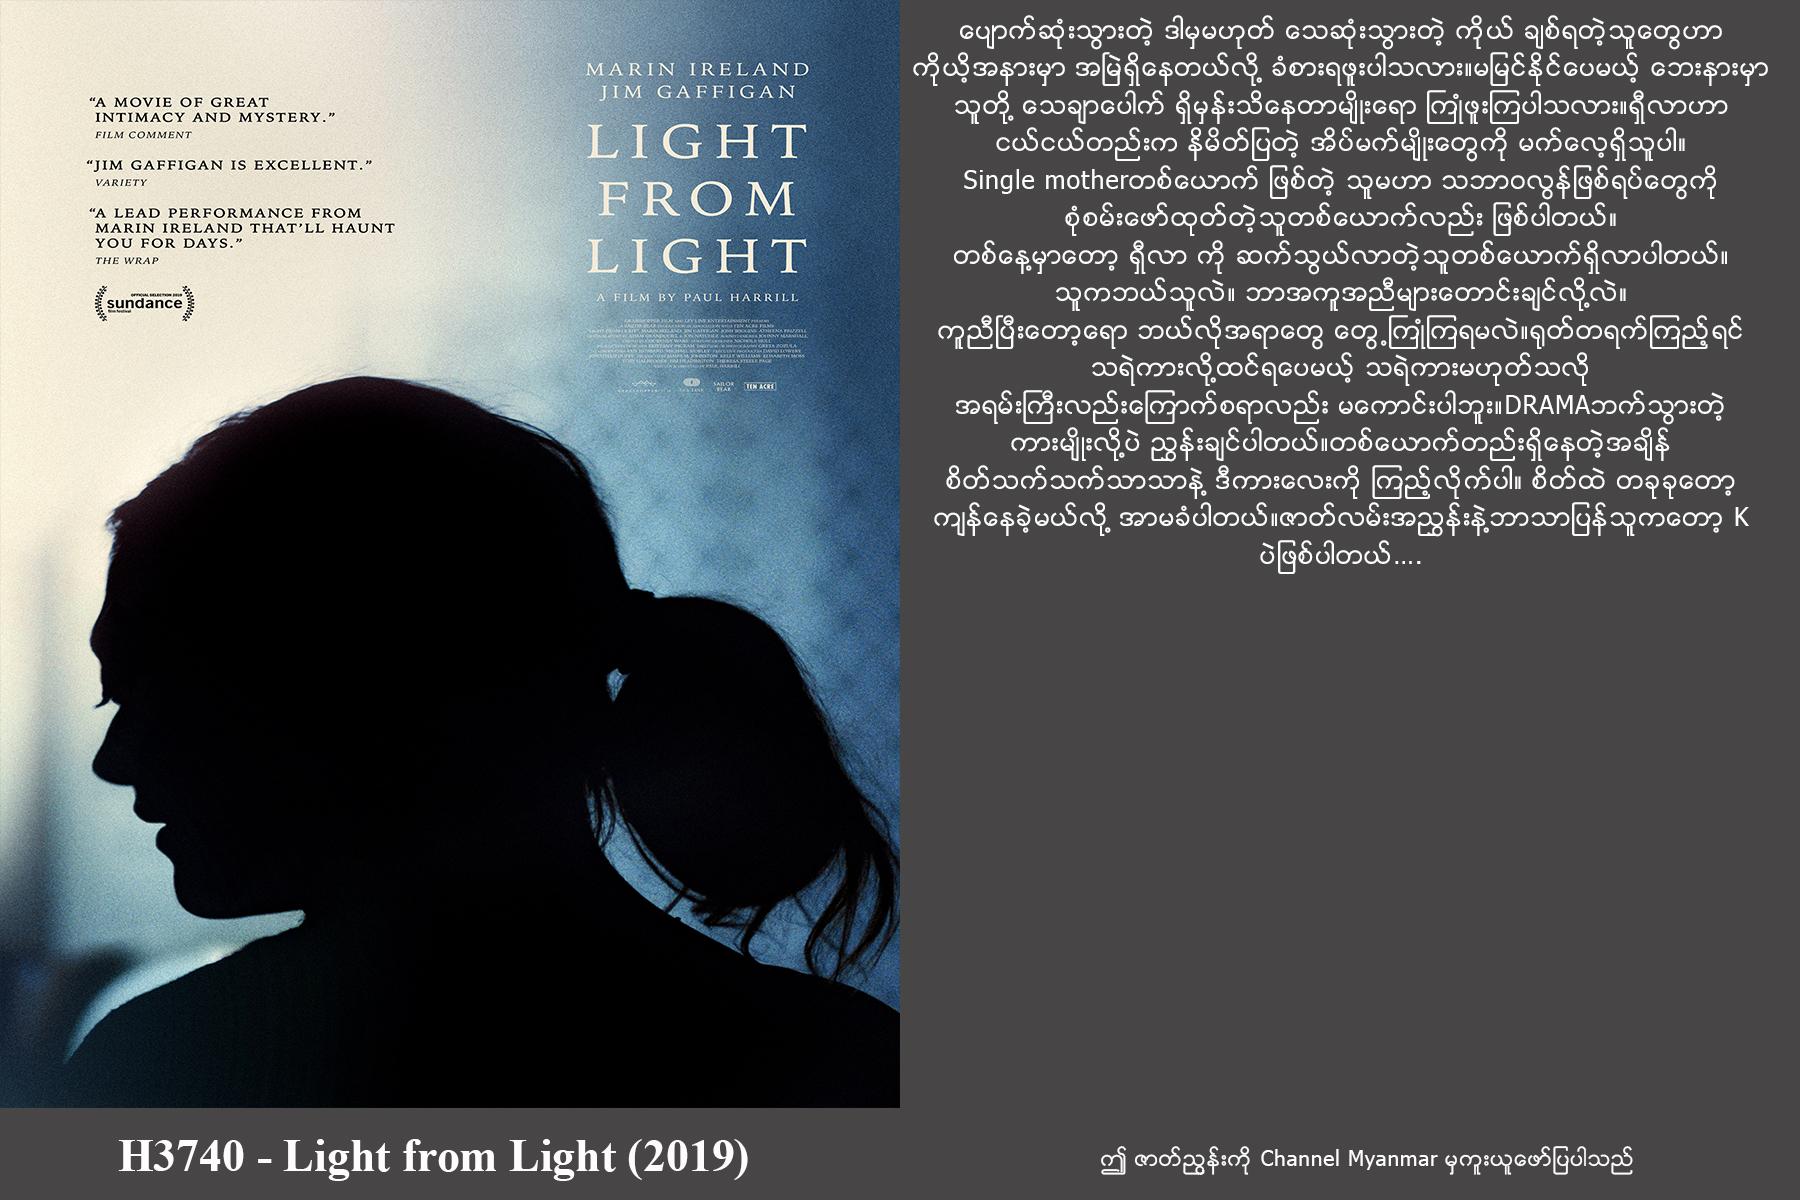 "A MOVIE OF GREAT
INTIMACY AND MYSTERY."
FILM COMMENT
"JIM GAFFIGAN IS EXCELLENT."
VARIETY
"A LEAD PERFORMANCE FROM
MARIN IRELAND THAT'LL HAUNT
YOU FOR DAYS."
THE WRAP
OFFICIAL SELECTION 2019
sundance
film festival
MARIN IRELAND
JIM GAFFIGAN
LIGHT
FROM
LIGHT
A FILM BY PAUL HARRILL
SAILOR
BEAR
TEN ACRES
H3740 - Light from Light (2019)
ပျောက်ဆုံးသွားတဲ့ ဒါမှမဟုတ် သေဆုံးသွားတဲ့ ကိုယ် ချစ်ရတဲ့သူတွေဟာ
ကိုယ့်အနားမှာ အမြဲရှိနေတယ်လို့ ခံစားရဖူးပါသလား။မမြင်နိုင်ပေမယ့် ဘေးနားမှာ
သူတို့ သေချာပေါက် ရှိမှန်းသိနေတာမျိုးရော ကြုံဖူးကြပါသလား။ရှီလာဟာ
ငယ်ငယ်တည်းက နိမိတ်ပြတဲ့ အိပ်မက်မျိုးတွေကို မက်လေ့ရှိသူပါ။
Single motherတစ်ယောက် ဖြစ်တဲ့ သူမဟာ သဘာဝလွန်ဖြစ်ရပ်တွေကို
စုံစမ်းဖော်ထုတ်တဲ့သူတစ်ယောက်လည်း ဖြစ်ပါတယ်။
တစ်နေ့မှာတော့ ရှီလာ ကို ဆက်သွယ်လာတဲ့သူတစ်ယောက်ရှိလာပါတယ်။
သူကဘယ်သူလဲ။ ဘာအကူအညီများတောင်းချင်လို့လဲ။
ကူညီပြီးတော့ရော ဘယ်လိုအရာတွေ တွေ့ကြုံကြရမလဲ။ရုတ်တရက်ကြည့်ရင်
သရဲကားလို့ထင်ရပေမယ့် သရဲကားမဟုတ်သလို
အရမ်းကြီးလည်းကြောက်စရာလည်း မကောင်းပါဘူး။DRAMAဘက်သွားတဲ့
ကားမျိုးလို့ပဲ ညွှန်းချင်ပါတယ်။တစ်ယောက်တည်းရှိနေတဲ့အချိန်
စိတ်သက်သက်သာသာနဲ့ ဒီကားလေးကို ကြည့်လိုက်ပါ။ စိတ်ထဲ တခုခုတော့
ကျန်နေခဲ့မယ်လို့ အာမခံပါတယ်။ဇာတ်လမ်းအညွှန်းနဲ့ဘာသာပြန်သူကတော့ K
ပဲဖြစ်ပါတယ်....
ဤ ဇာတ်ညွှန်းကို Channel Myanmar မှကူးယူဖော်ပြပါသည်